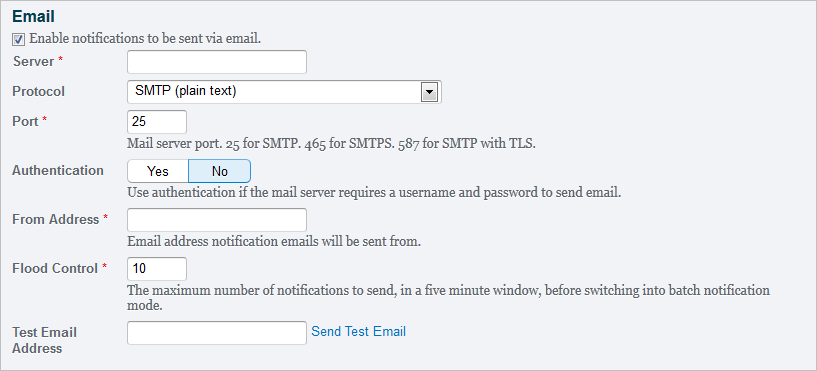 Email
Enable notifications to be sent via email.
Server *
Protocol SMTP (plain text)
Port * 25
Mail server port. 25 for SMTP. 465 for SMTPS. 587 for SMTP with TLS.
Authentication Yes No
Use authentication if the mail server requires a username and password to send email.
From Address *
Email address notification emails will be sent from.
Flood Control * 10
The maximum number of notifications to send, in a five minute window, before switching into batch notification
mode.
Test Email Send Test Email
Address